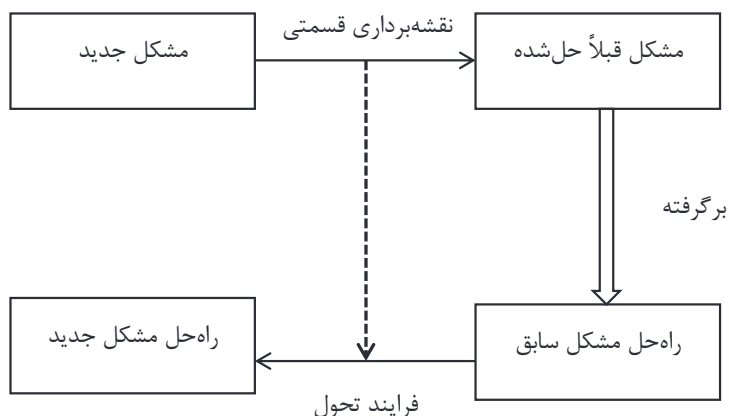 نقشه‌برداری قسمتی
مشکل قبلاً حل‌شده
مشکل جدید
برگرفته
راه‌حل مشکل سابق
راه‌حل مشکل جدید
فرایند تحول